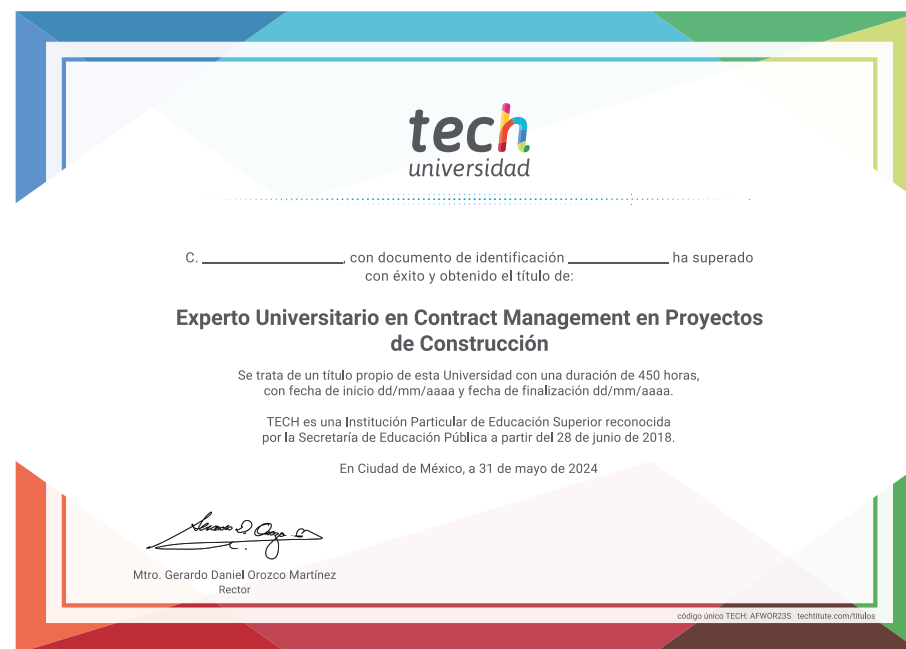 tech
universidad
C. ____________________, con documento de identificación ______________ ha superado
con éxito y obtenido el título de:
Experto Universitario en Contract Management en Proyectos
de Construcción
Se trata de un título propio de esta Universidad con una duración de 450 horas,
con fecha de inicio dd/mm/aaaa y fecha de finalización dd/mm/aaaa.
TECH es una Institución Particular de Educación Superior reconocida
por la Secretaría de Educación Pública a partir del 28 de junio de 2018.
En Ciudad de México, a 31 de mayo de 2024
Mtro. Gerardo Daniel Orozco Martínez
Rector
código único TECH: AFWOR23S techtitute.com/titulos